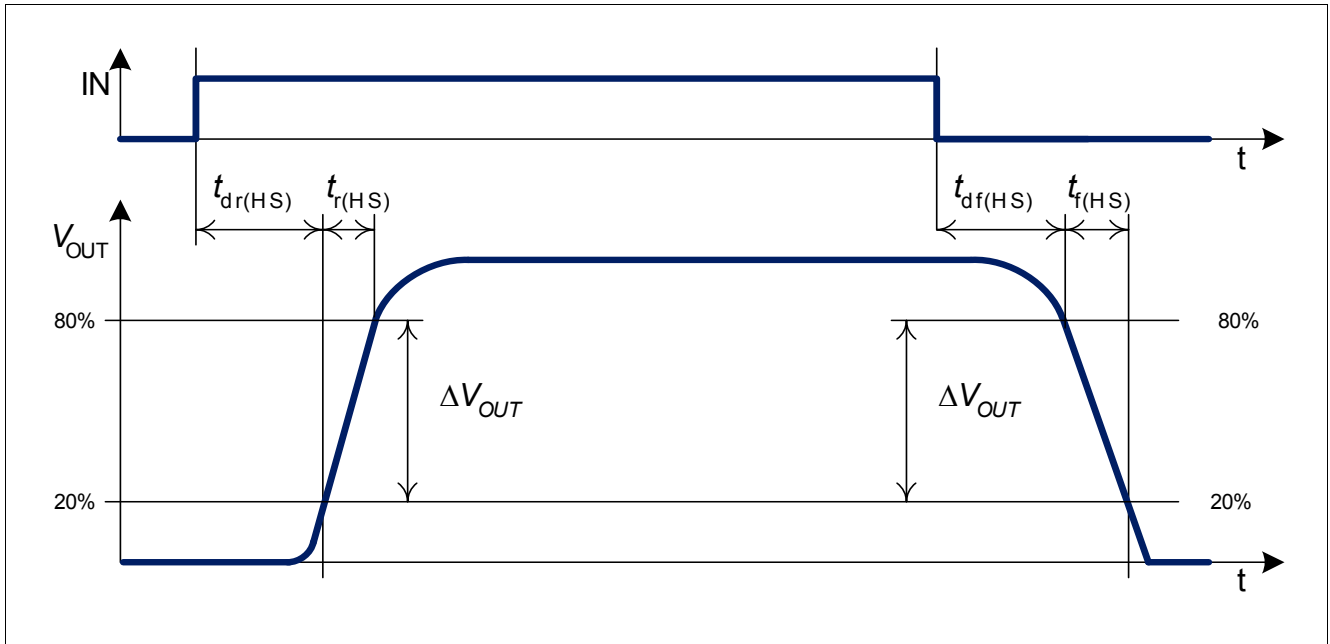 IN
t
tdr(HS) tr(HS) tdf(HS) tf(HS)
VOUT
80% 80%
ΔVOUT ΔVOUT
20% 20%
t